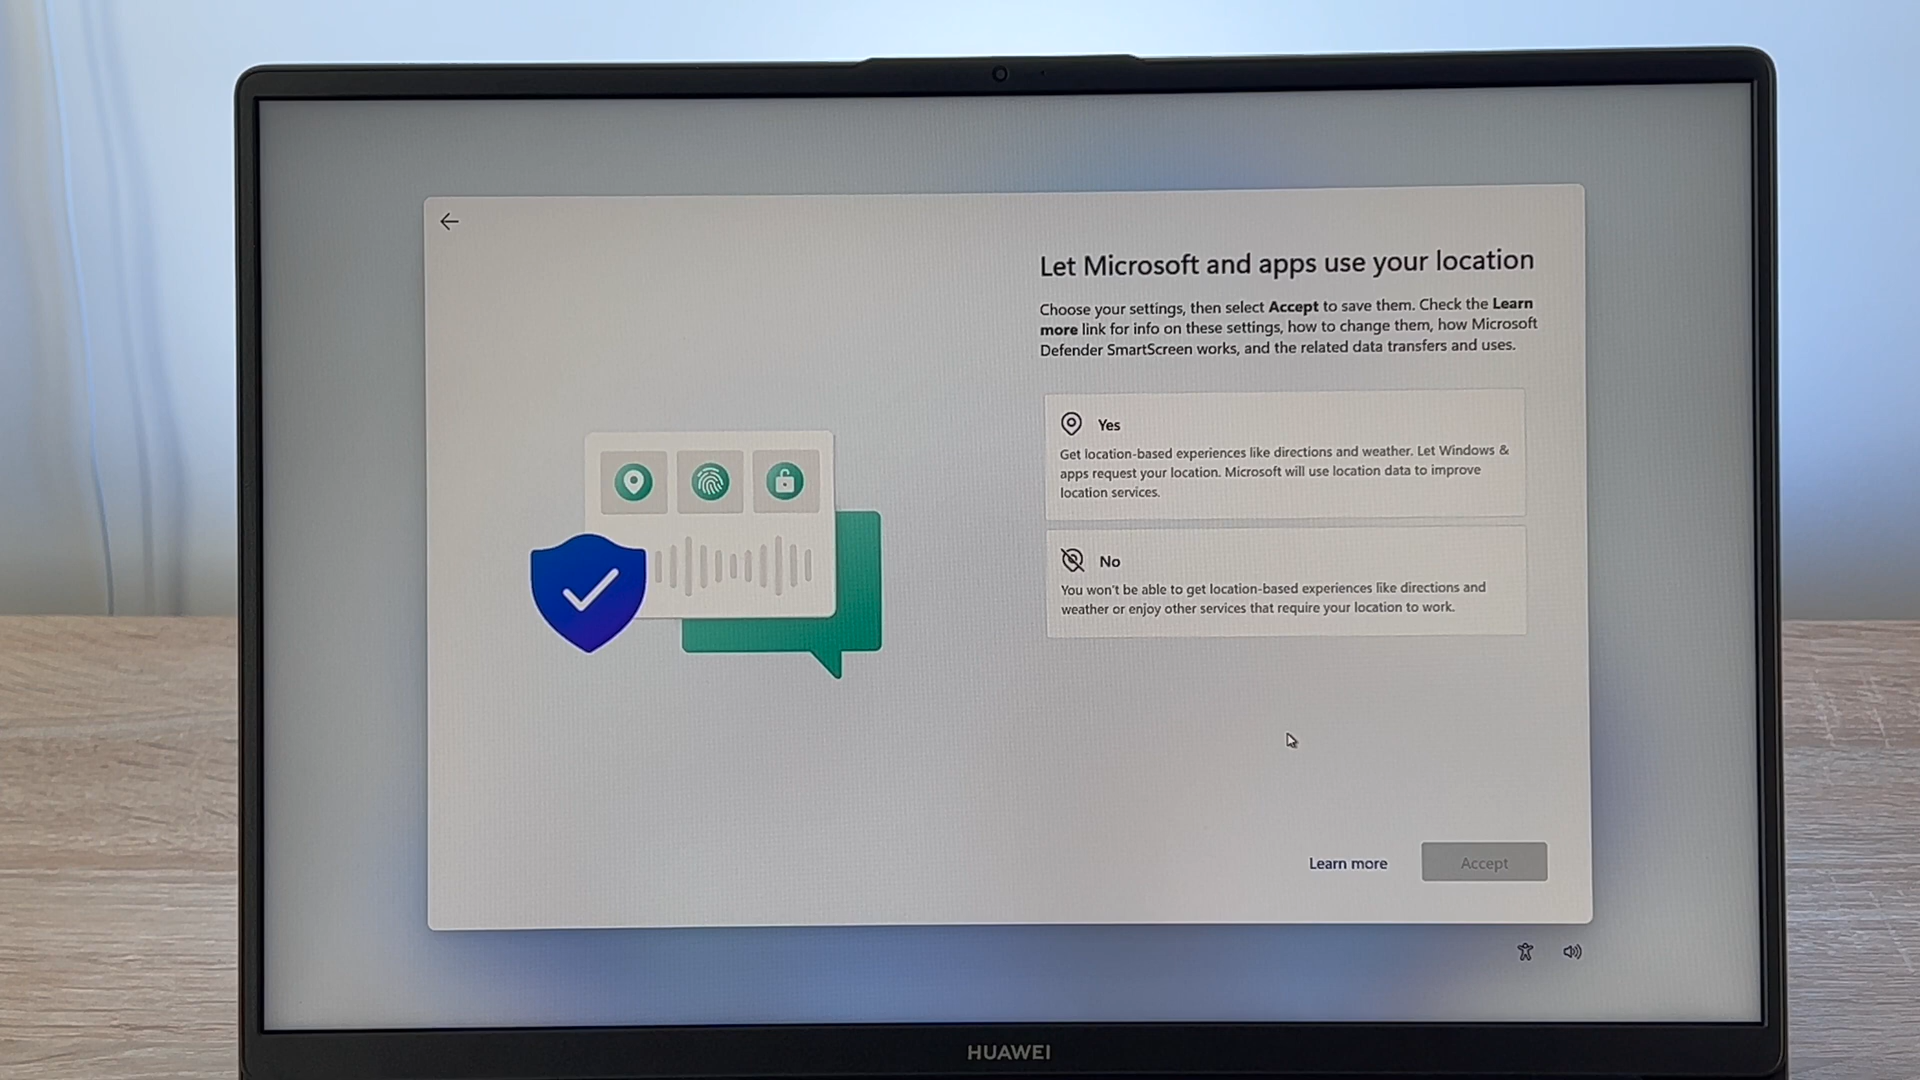 Let Microsoft and apps use your location
Choose your settings, then select Accept to save them. Check the Learn
more link for info on these settings, how to change them, how Microsoft
Defender SmartScreen works, and the related data transfers and uses.
Yes
Get location-based experiences like directions and weather. Let Windows &
apps request your location. Microsoft will use location data to improve
location services.
No
You won't be able to get location-based experiences like directions and
weather or enjoy other services that require your location to work.
Learn more
Accept
HUAWEI